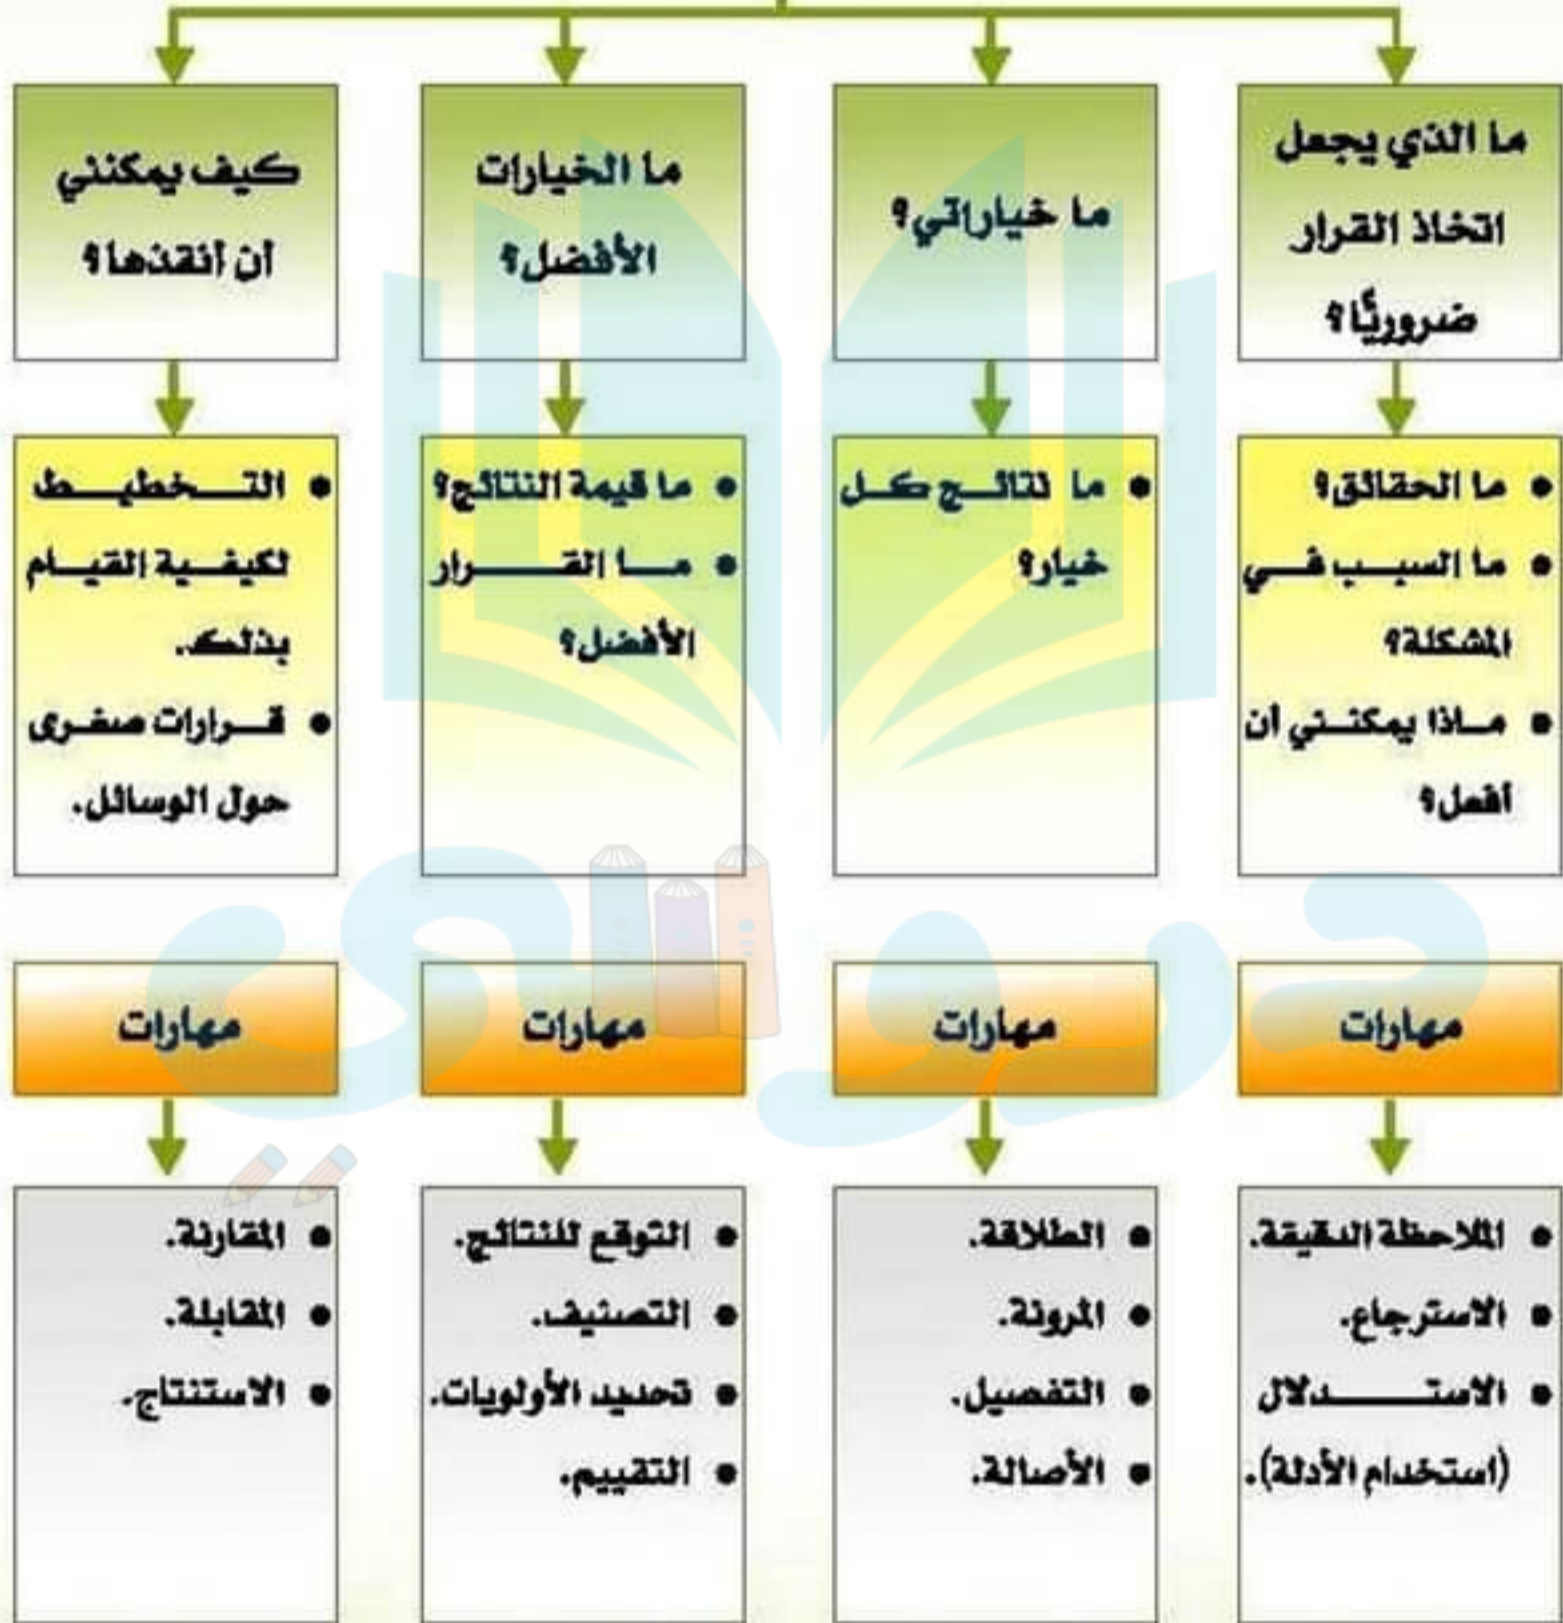 ما الذي يجعل
اتخاذ القرار
ضروريًّا؟
ما خياراتي؟
ما الخيارات
الأفضل؟
كيف يمكنني
أن أنقذها؟
• ما الحقائق؟
• ما السبب في
المشكلة؟
• ماذا يمكنني أن
أفعل؟
• ما نتائج كل
خيار؟
• ما قيمة النتائج؟
• ما القرار
الأفضل؟
• التخطيط
لكيفية القيام
بذلك.
• قرارات صغرى
حول الوسائل.
مهارات
مهارات
مهارات
مهارات
• الملاحظة الدقيقة.
• الاسترجاع.
• الاستدلال
(استخدام الأدلة).
• الطلاقة.
• المرونة.
• التفصيل.
• الأصالة.
• التوقع للنتائج.
• التصنيف.
• تحديد الأولويات.
• التقييم.
• المقارنة.
• المقابلة.
• الاستنتاج.